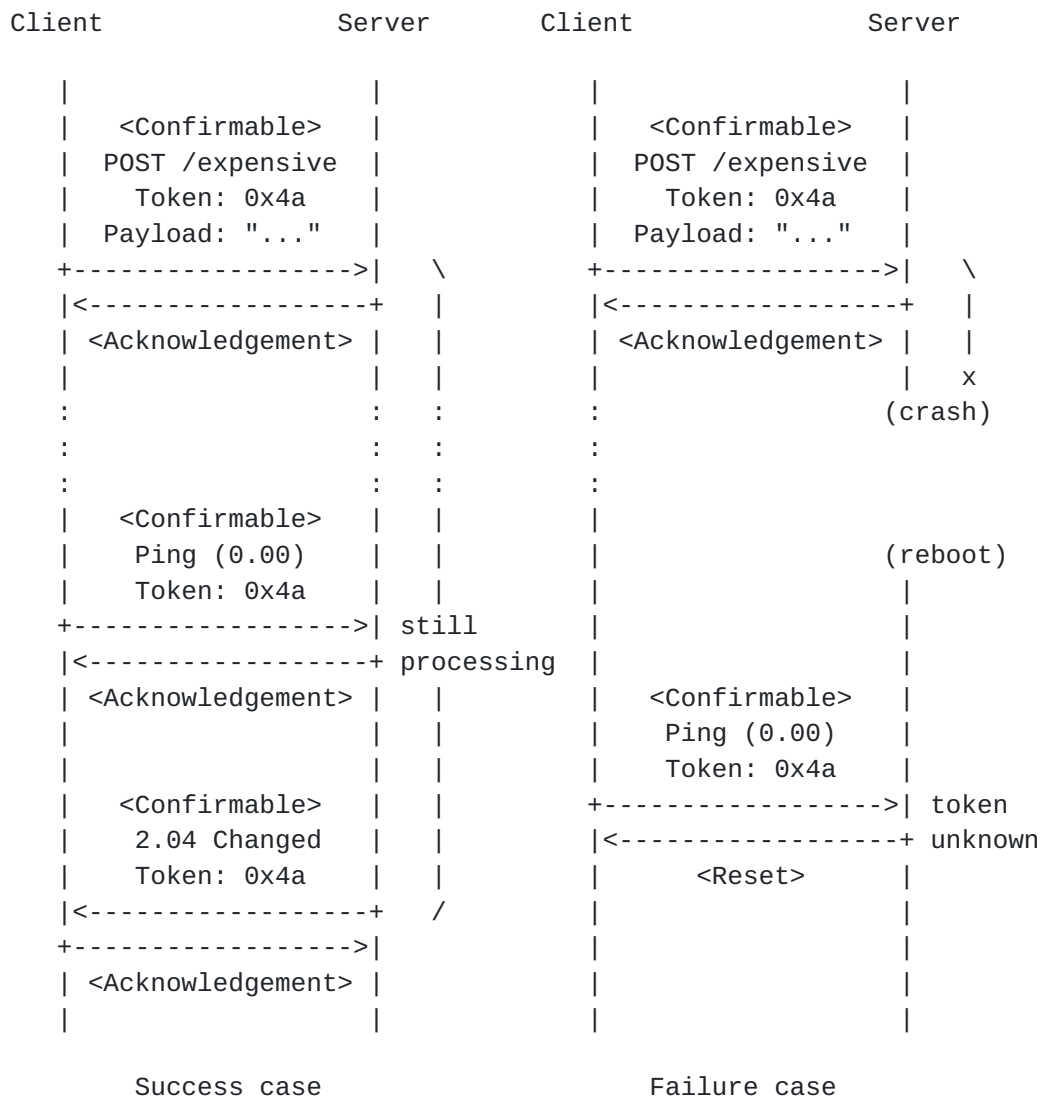 Client Server Client Server
<Confirmable> <Confirmable>
POST /expensive POST /expensive
Token: 0x4a Token: 0x4a
Payload: "..." Payload: "..."
<Acknowledgement> <Acknowledgement>
x
(crash)
<Confirmable>
Ping (0.00) (reboot)
Token: 0x4a
still
processing
<Acknowledgement> <Confirmable>
Ping (0.00)
Token: 0x4a
<Confirmable> token
2.04 Changed unknown
Token: 0x4a <Reset>
<Acknowledgement>
Success case Failure case